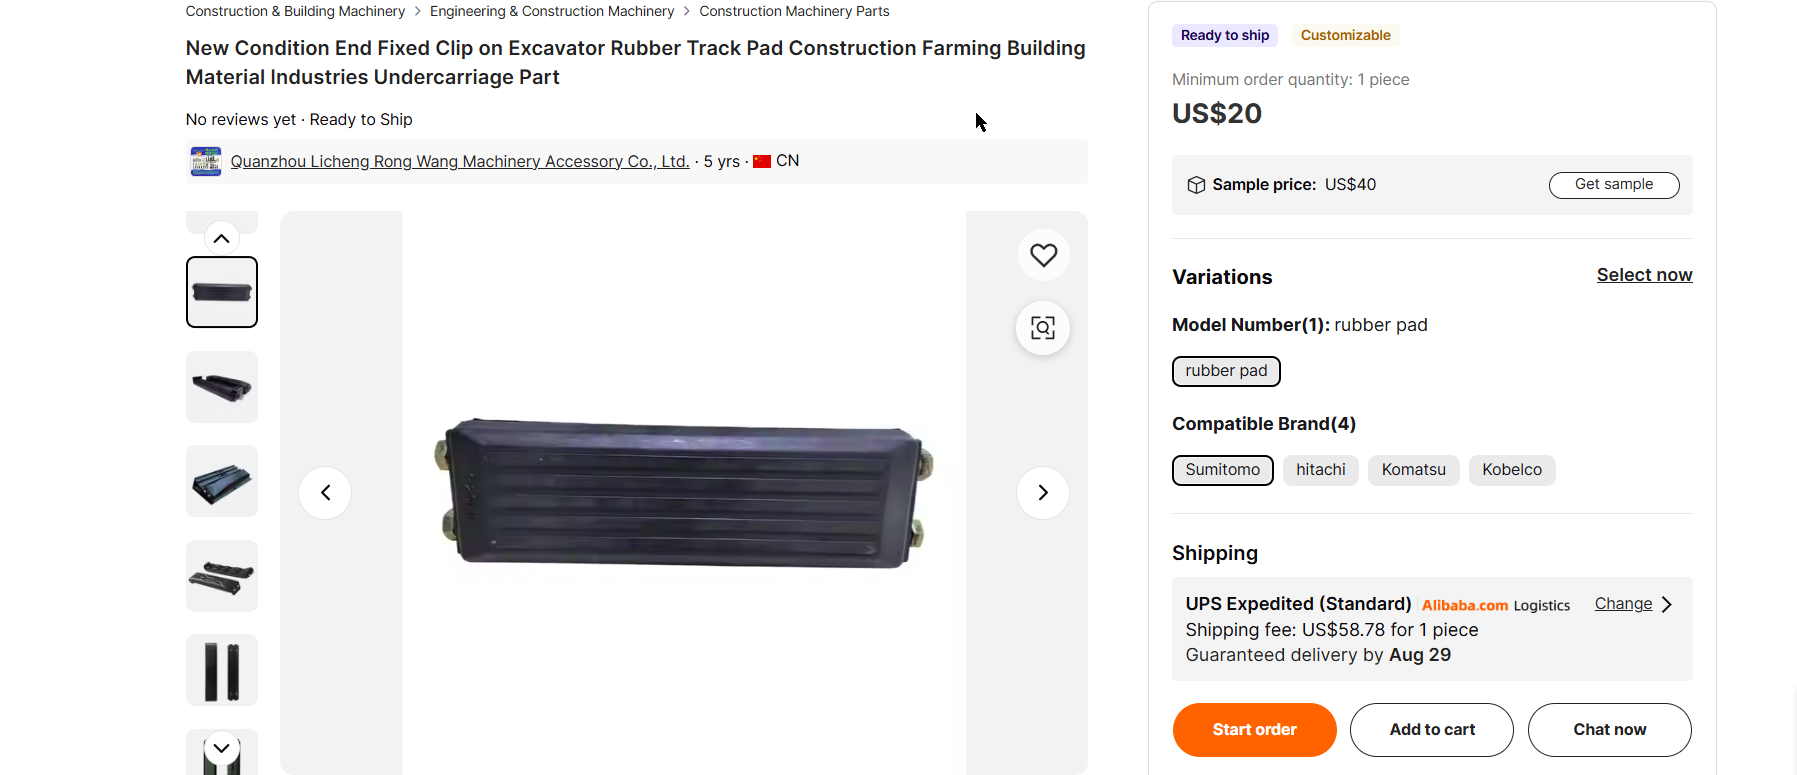 Construction & Building Machinery > Engineering & Construction Machinery > Construction Machinery Parts
New Condition End Fixed Clip on Excavator Rubber Track Pad Construction Farming Building
Material Industries Undercarriage Part
No reviews yet · Ready to Ship
Quanzhou Licheng Rong Wang Machinery Accessory Co., Ltd. · 5 yrs · CN
Ready to ship
Customizable
Minimum order quantity: 1 piece
US$20
Sample price: US$40
Get sample
Variations
Select now
Model Number(1): rubber pad
rubber pad
Compatible Brand(4)
Sumitomo
hitachi
Komatsu
Kobelco
Shipping
UPS Expedited (Standard) Alibaba.com Logistics
Change
Shipping fee: US$58.78 for 1 piece
Guaranteed delivery by Aug 29
Start order
Add to cart
Chat now